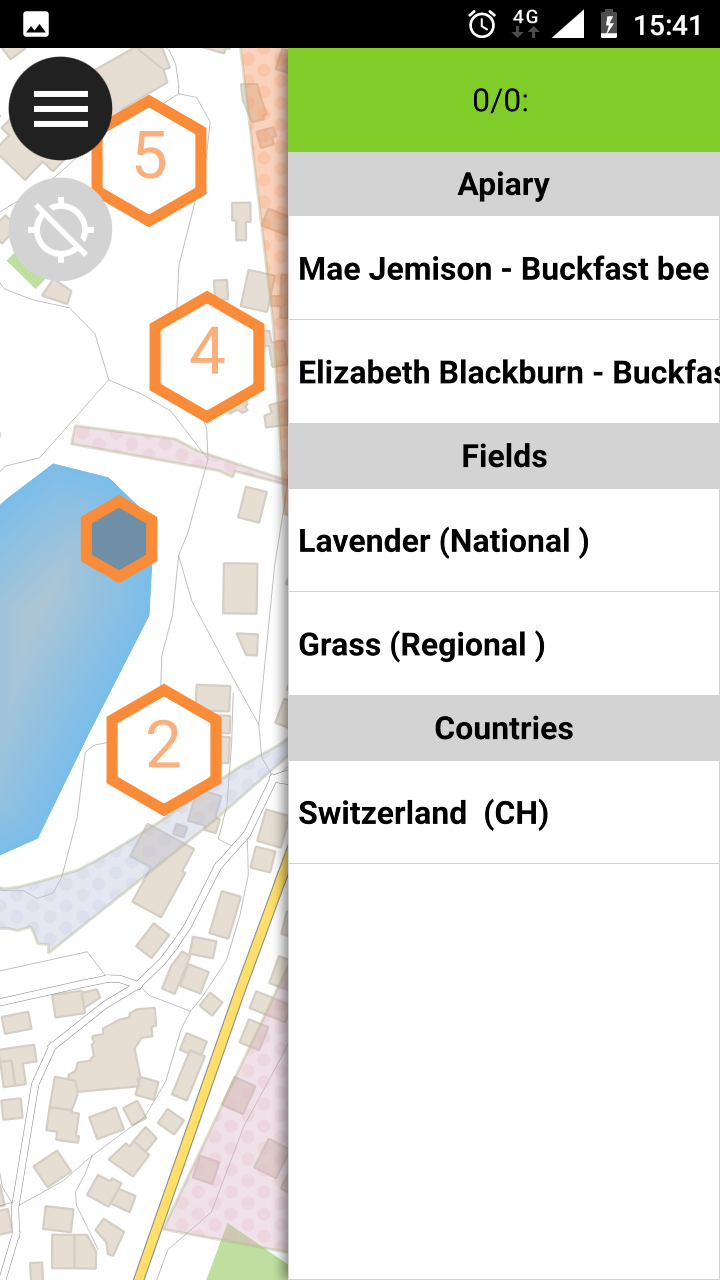 4G
15:41
5
4
2
0/0:
Apiary
Mae Jemison - Buckfast bee
Elizabeth Blackburn - Buckfas
Fields
Lavender (National )
Grass (Regional )
Countries
Switzerland  (CH)